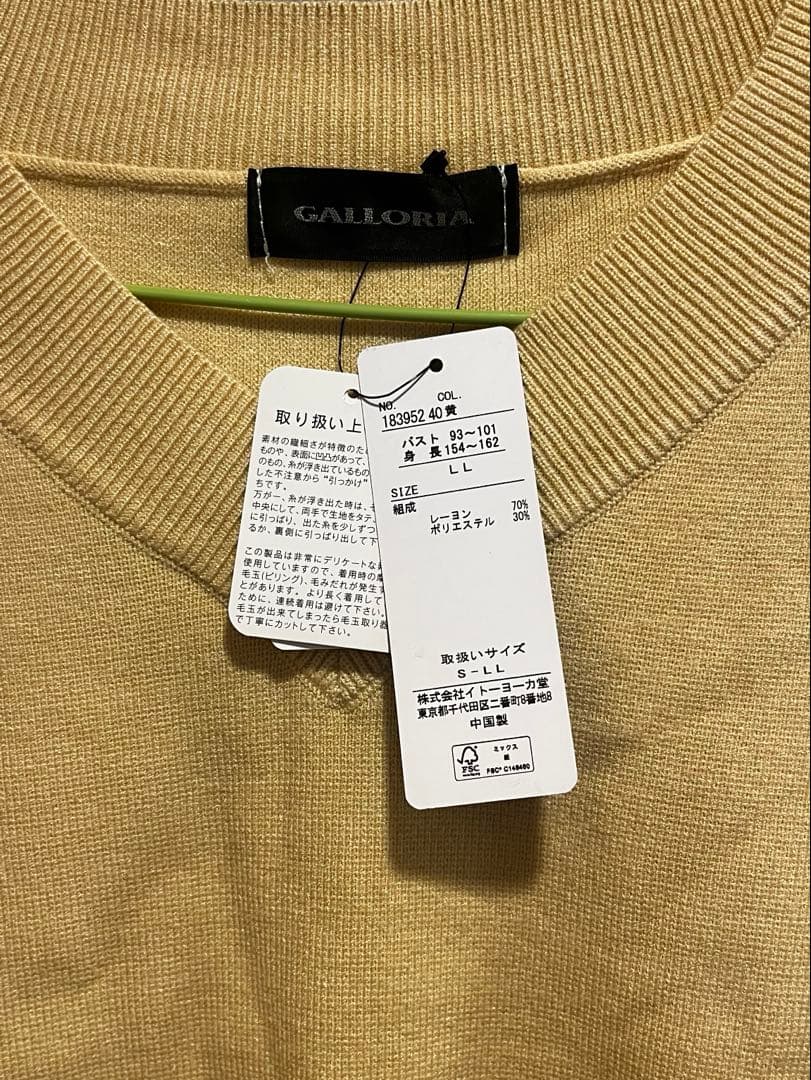 GALLORIA
取り扱い上
素材の繊細さが特徴のため
ものや、表面に凹凸があって、
のもの、糸が浮き出ているもの
した不注意から“引っかけ”
ちです。
万が一、糸が浮き出た時は、
中央にして、両手で生地をタテ
に引っぱり、出た糸を少しずつ
るか、裏側に引っぱり出して下
この製品は非常にデリケートな
使用していますので、着用時の摩
毛玉(ピリング)、毛みだれが発生す
とがあります。より長く着用して
ために、連続着用は避けて下さい。
毛玉が出来てしまったら毛玉取り器
で丁寧にカットして下さい。
NO. COL.
183952 40 黄
バスト 93～101
身長 154～162
LL
SIZE
組成
レーヨン 70%
ポリエステル 30%
取扱いサイズ
S-LL
株式会社イトーヨーカ堂
東京都千代田区二番町8番地8
中国製
FSC
ミックス
紙
FSC® C148460